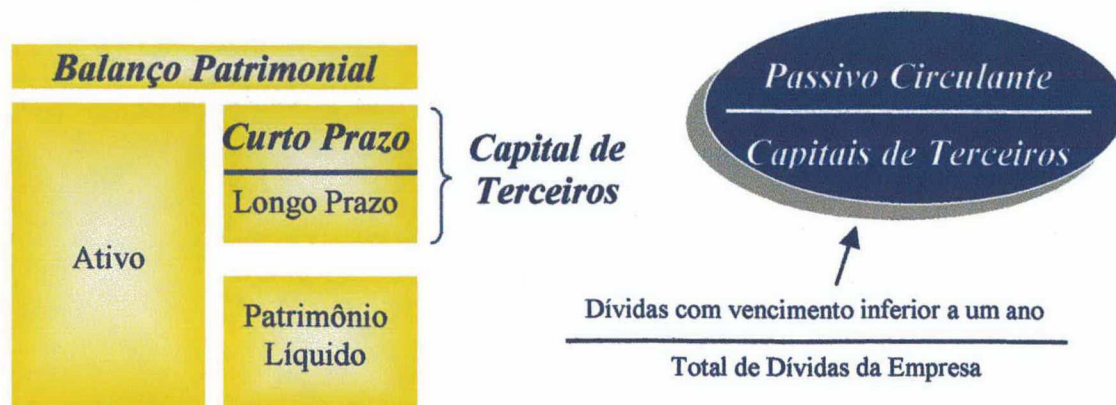 Balanço Patrimonial
Ativo
Curto Prazo
Longo Prazo
Patrimônio
Líquido
Capital de
Terceiros
Passivo Circulante
Capitais de Terceiros
Dívidas com vencimento inferior a um ano
Total de Dívidas da Empresa